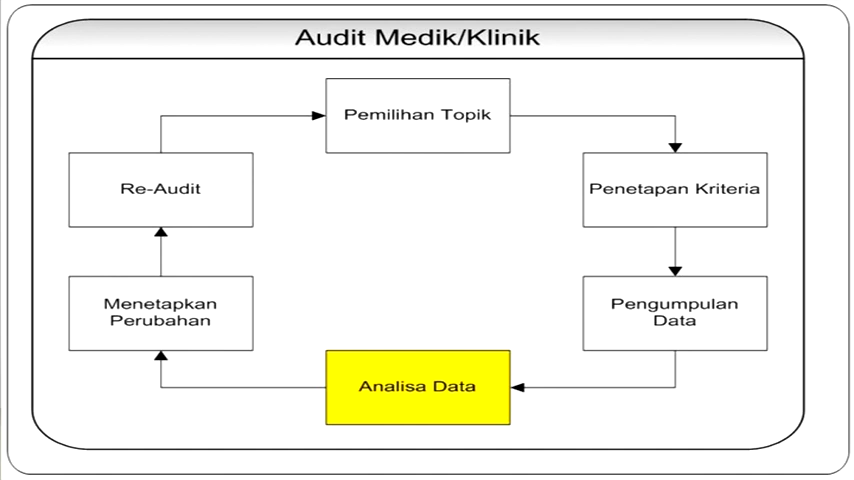 Audit Medik/Klinik
Pemilihan Topik
Penetapan Kriteria
Pengumpulan
Data
Analisa Data
Menetapkan
Perubahan
Re-Audit